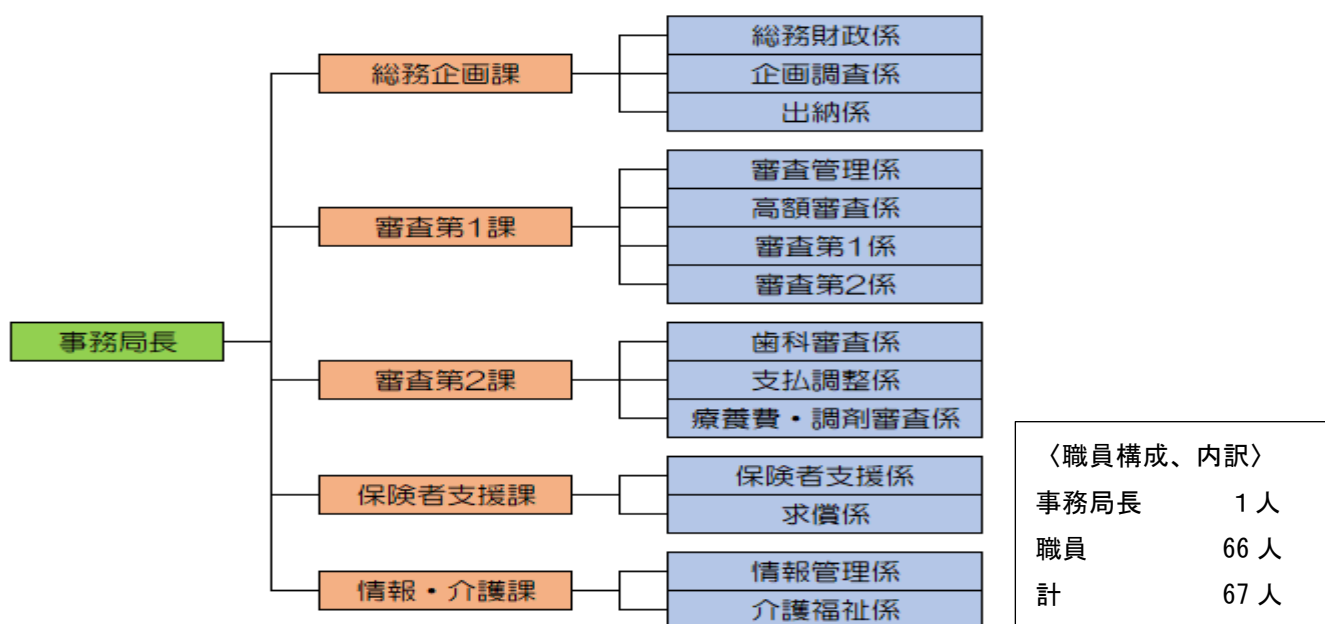 事務局長
総務企画課
総務財政係
企画調査係
出納係
審査第1課
審査管理係
高額審査係
審査第1係
審査第2係
審査第2課
歯科審査係
支払調整係
療養費・調剤審査係
保険者支援課
保険者支援係
求償係
情報・介護課
情報管理係
介護福祉係
〈職員構成、内訳〉
事務局長 1人
職員 66人
計 67人